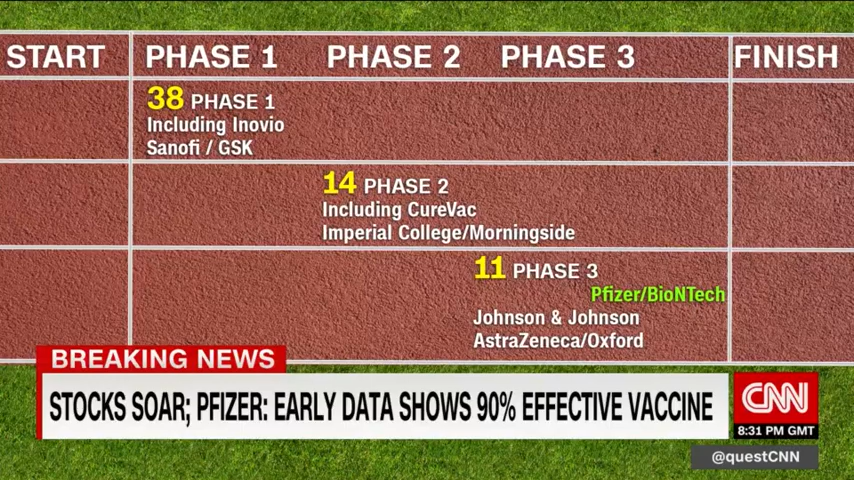 START PHASE 1 PHASE 2 PHASE 3 FINISH
38 PHASE 1
Including Inovio
Sanofi / GSK
14 PHASE 2
Including CureVac
Imperial College/Morningside
11 PHASE 3
Pfizer/BioNTech
Johnson & Johnson
AstraZeneca/Oxford
BREAKING NEWS
STOCKS SOAR; PFIZER: EARLY DATA SHOWS 90% EFFECTIVE VACCINE
CNN
8:31 PM GMT
@questCNN